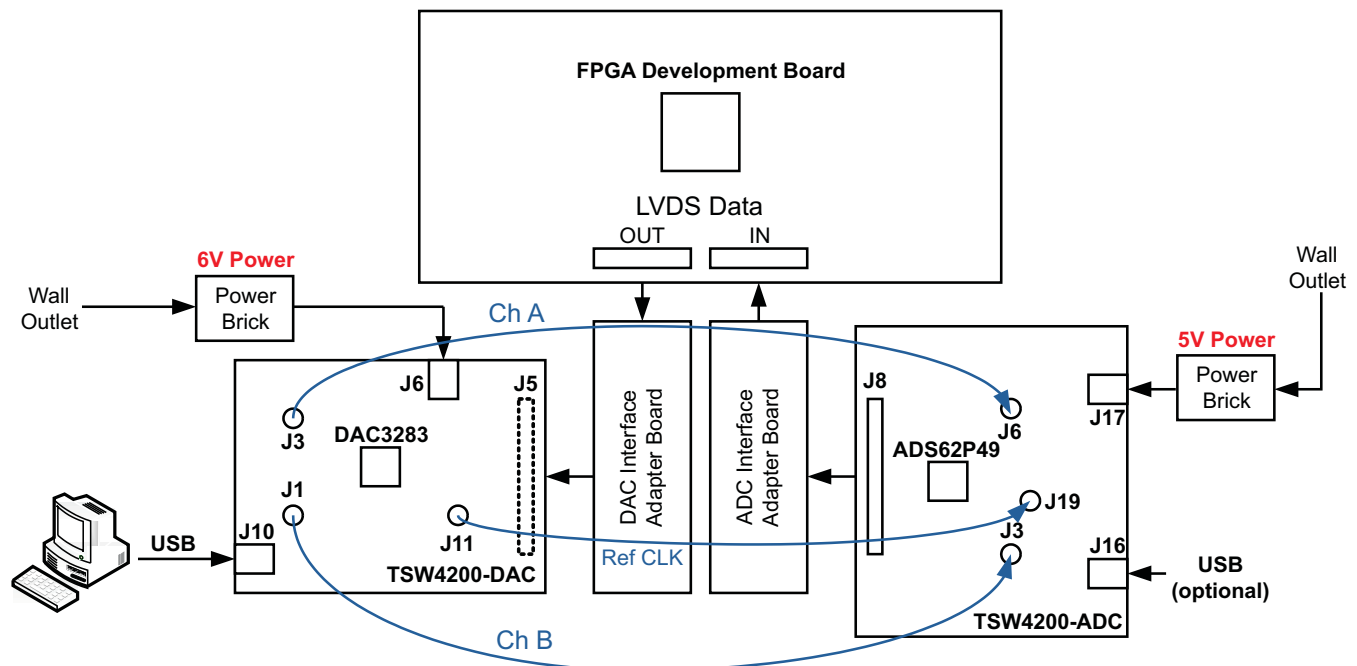 FPGA Development Board
LVDS Data
OUT
IN
6V Power
Wall
Outlet
Power
Brick
Ch A
Wall
Outlet
5V Power
Power
Brick
J6
J5
J3
DAC3283
J1
J10
J11
TSW4200-DAC
USB
DAC Interface
Adapter Board
ADC Interface
Adapter Board
Ref CLK
Ch B
J8
J17
J6
ADS62P49
J19
J3
J16
TSW4200-ADC
USB
(optional)